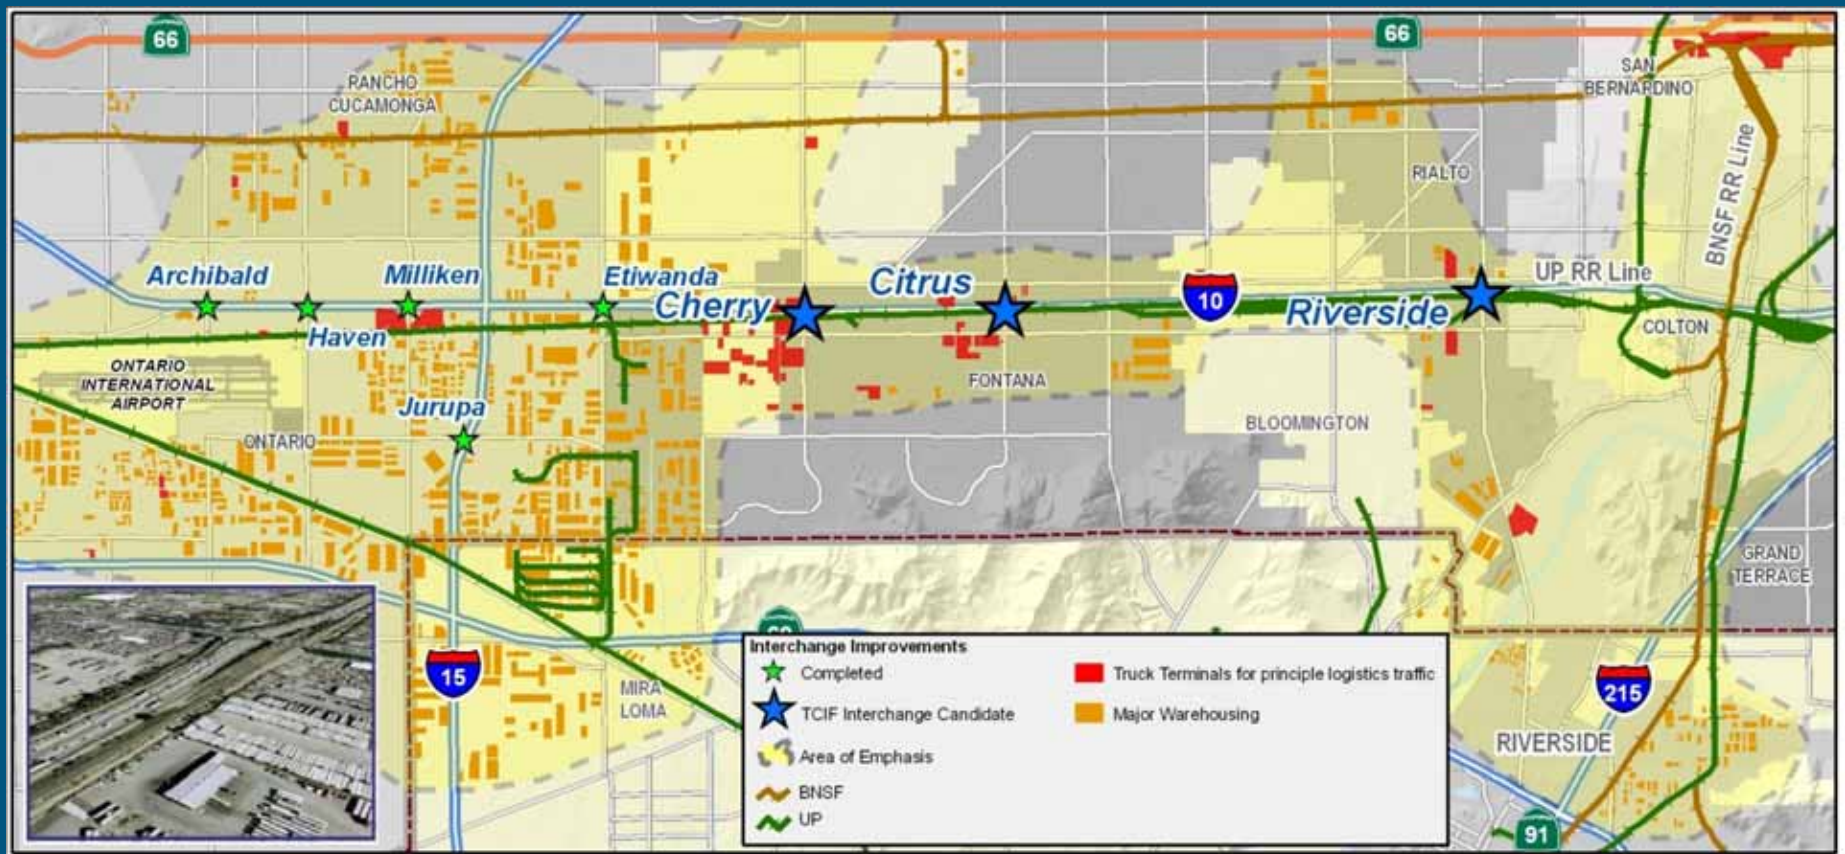 66
66
RANCHO
CUCAMONGA
SAN
BERNARDINO
BNSF RR Line
RIALTO
Archibald
Milliken
Etiwanda
Cherry
Citrus
10
Riverside
UP RR Line
Haven
COLTON
ONTARIO
INTERNATIONAL
AIRPORT
FONTANA
Jurupa
ONTARIO
BLOOMINGTON
GRAND
TERRACE
15
MIRA
LOMA
215
RIVERSIDE
91
Interchange Improvements
Completed
TCIF Interchange Candidate
Area of Emphasis
BNSF
UP
Truck Terminals for principle logistics traffic
Major Warehousing